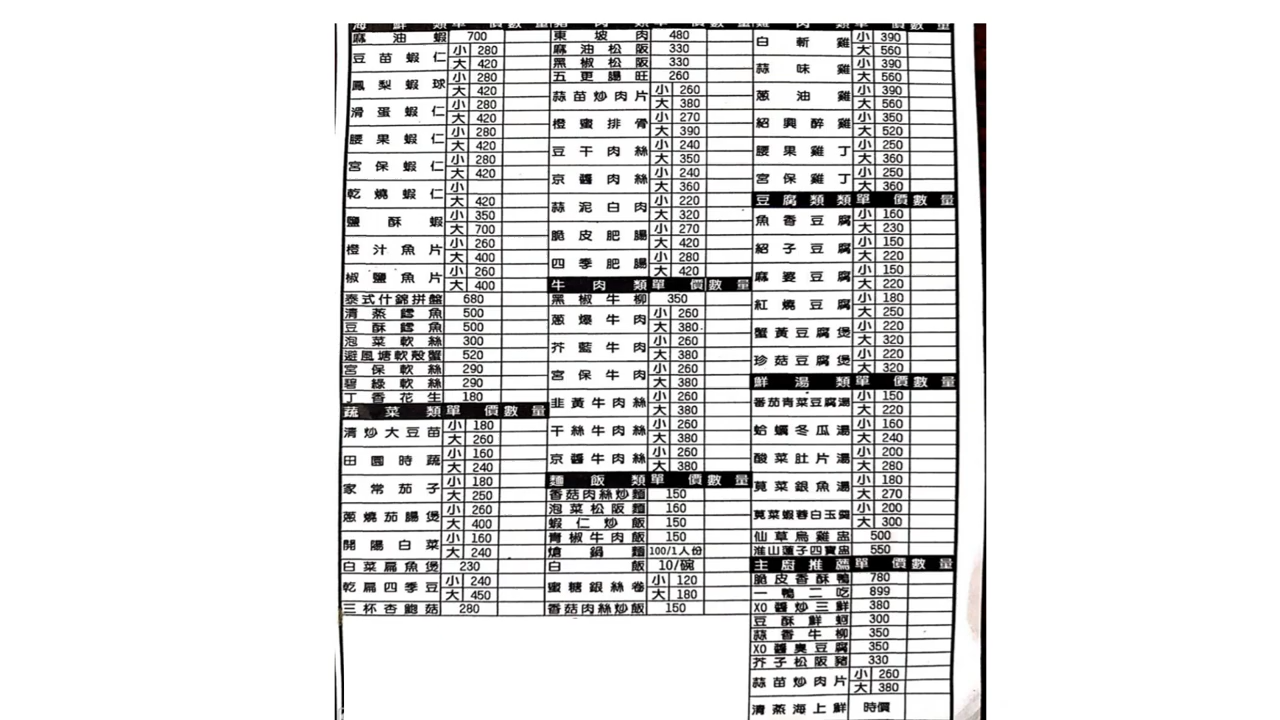 海鮮類 單價 數量
麻油蝦 700
豆苗蝦仁 小 280 大 420
鳳梨蝦球 小 280 大 420
滑蛋蝦仁 小 280 大 420
腰果蝦仁 小 280 大 420
宮保蝦仁 小 280 大 420
乾燒蝦仁 小 大 420
鹽酥蝦 小 350 大 700
橙汁魚片 小 260 大 400
椒鹽魚片 小 260 大 400
泰式什錦拼盤 680
清蒸鱈魚 500
豆酥鱈魚 500
泡菜軟絲 300
避風塘軟殼蟹 520
宮保軟絲 290
碧綠軟絲 290
丁香花生 180
蔬菜類 單價 數量
清炒大豆苗 小 180 大 260
田園時蔬 小 160 大 240
家常茄子 小 180 大 250
蔥燒茄腸煲 小 260 大 400
開陽白菜 小 160 大 240
白菜扁魚煲 230
乾扁四季豆 小 240 大 450
三杯杏鮑菇 280
豬肉類 單價 數量
東坡肉 480
麻油松阪 330
黑椒松阪 330
五更腸旺 260
蒜苗炒肉片 小 260 大 380
橙蜜排骨 小 270 大 390
豆干肉絲 小 240 大 350
京醬肉絲 小 240 大 360
蒜泥白肉 小 220 大 320
脆皮肥腸 小 270 大 420
四季肥腸 小 280 大 420
牛肉類 單價 數量
黑椒牛柳 350
蔥爆牛肉 小 260 大 380
芥藍牛肉 小 260 大 380
宮保牛肉 小 260 大 380
韭黃牛肉絲 小 260 大 380
干絲牛肉絲 小 260 大 380
京醬牛肉絲 小 260 大 380
麵飯類 單價 數量
香菇肉絲炒麵 150
泡菜松阪麵 160
蝦仁炒飯 150
青椒牛肉飯 150
熗鍋麵 100/1人份
白飯 10/碗
蜜糖銀絲卷 小 120 大 180
香菇肉絲炒飯 150
雞肉類 單價 數量
白斬雞 小 390 大 560
蒜味雞 小 390 大 560
蔥油雞 小 390 大 560
紹興醉雞 小 350 大 520
腰果雞丁 小 250 大 360
宮保雞丁 小 250 大 360
豆腐類類 單價 數量
魚香豆腐 小 160 大 230
紹子豆腐 小 150 大 220
麻婆豆腐 小 150 大 220
紅燒豆腐 小 180 大 250
蟹黃豆腐煲 小 220 大 320
珍菇豆腐煲 小 220 大 320
鮮湯類 單價 數量
番茄青菜豆腐湯 小 150 大 220
蛤蠣冬瓜湯 小 160 大 240
酸菜肚片湯 小 200 大 280
莧菜銀魚湯 小 180 大 270
莧菜蝦蓉白玉羹 小 200 大 300
仙草烏雞盅 500
淮山蓮子四寶盅 550
主廚推薦 單價 數量
脆皮香酥鴨 780
一鴨二吃 899
XO醬炒三鮮 380
豆酥鮮蚵 300
蒜香牛柳 350
XO醬臭豆腐 350
芥子松阪豬 330
蒜苗炒肉片 小 260 大 380
清蒸海上鮮 時價